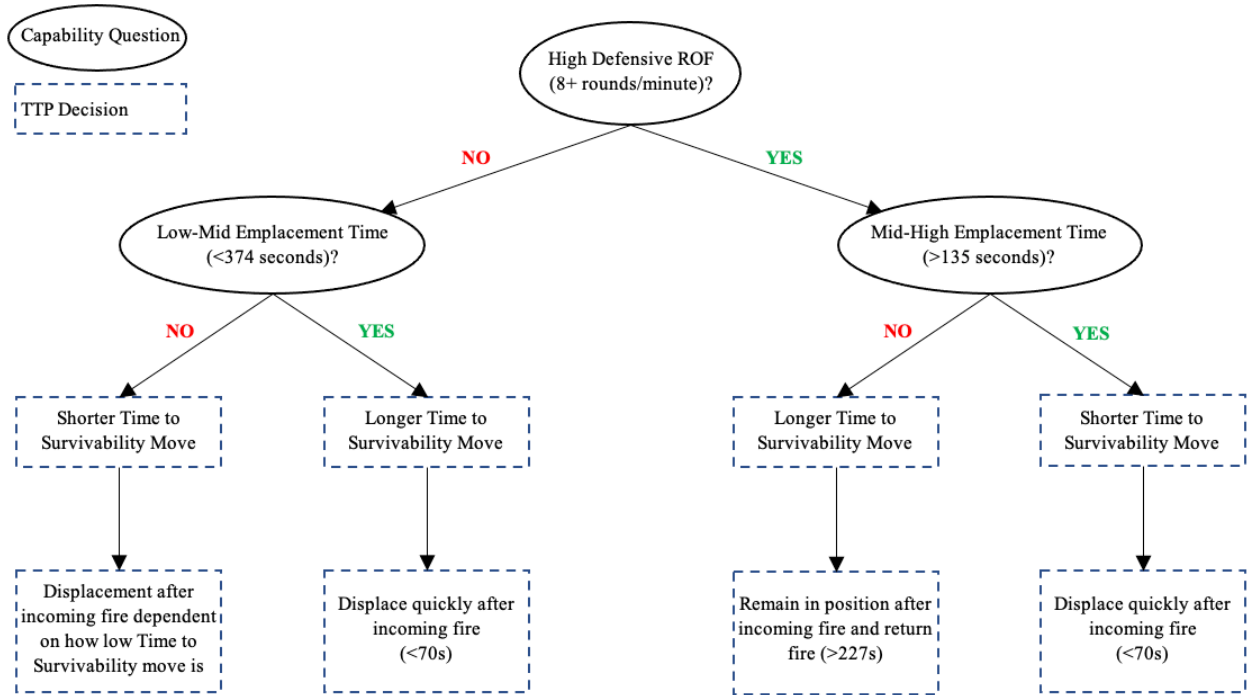 Capability Question
TTP Decision
High Defensive ROF
(8+ rounds/minute)?
NO
YES
Low-Mid Emplacement Time
(<374 seconds)?
Mid-High Emplacement Time
(>135 seconds)?
NO
YES
NO
YES
Shorter Time to
Survivability Move
Longer Time to
Survivability Move
Longer Time to
Survivability Move
Shorter Time to
Survivability Move
Displacement after
incoming fire dependent
on how low Time to
Survivability move is
Displace quickly after
incoming fire
(<70s)
Remain in position after
incoming fire and return
fire (>227s)
Displace quickly after
incoming fire
(<70s)